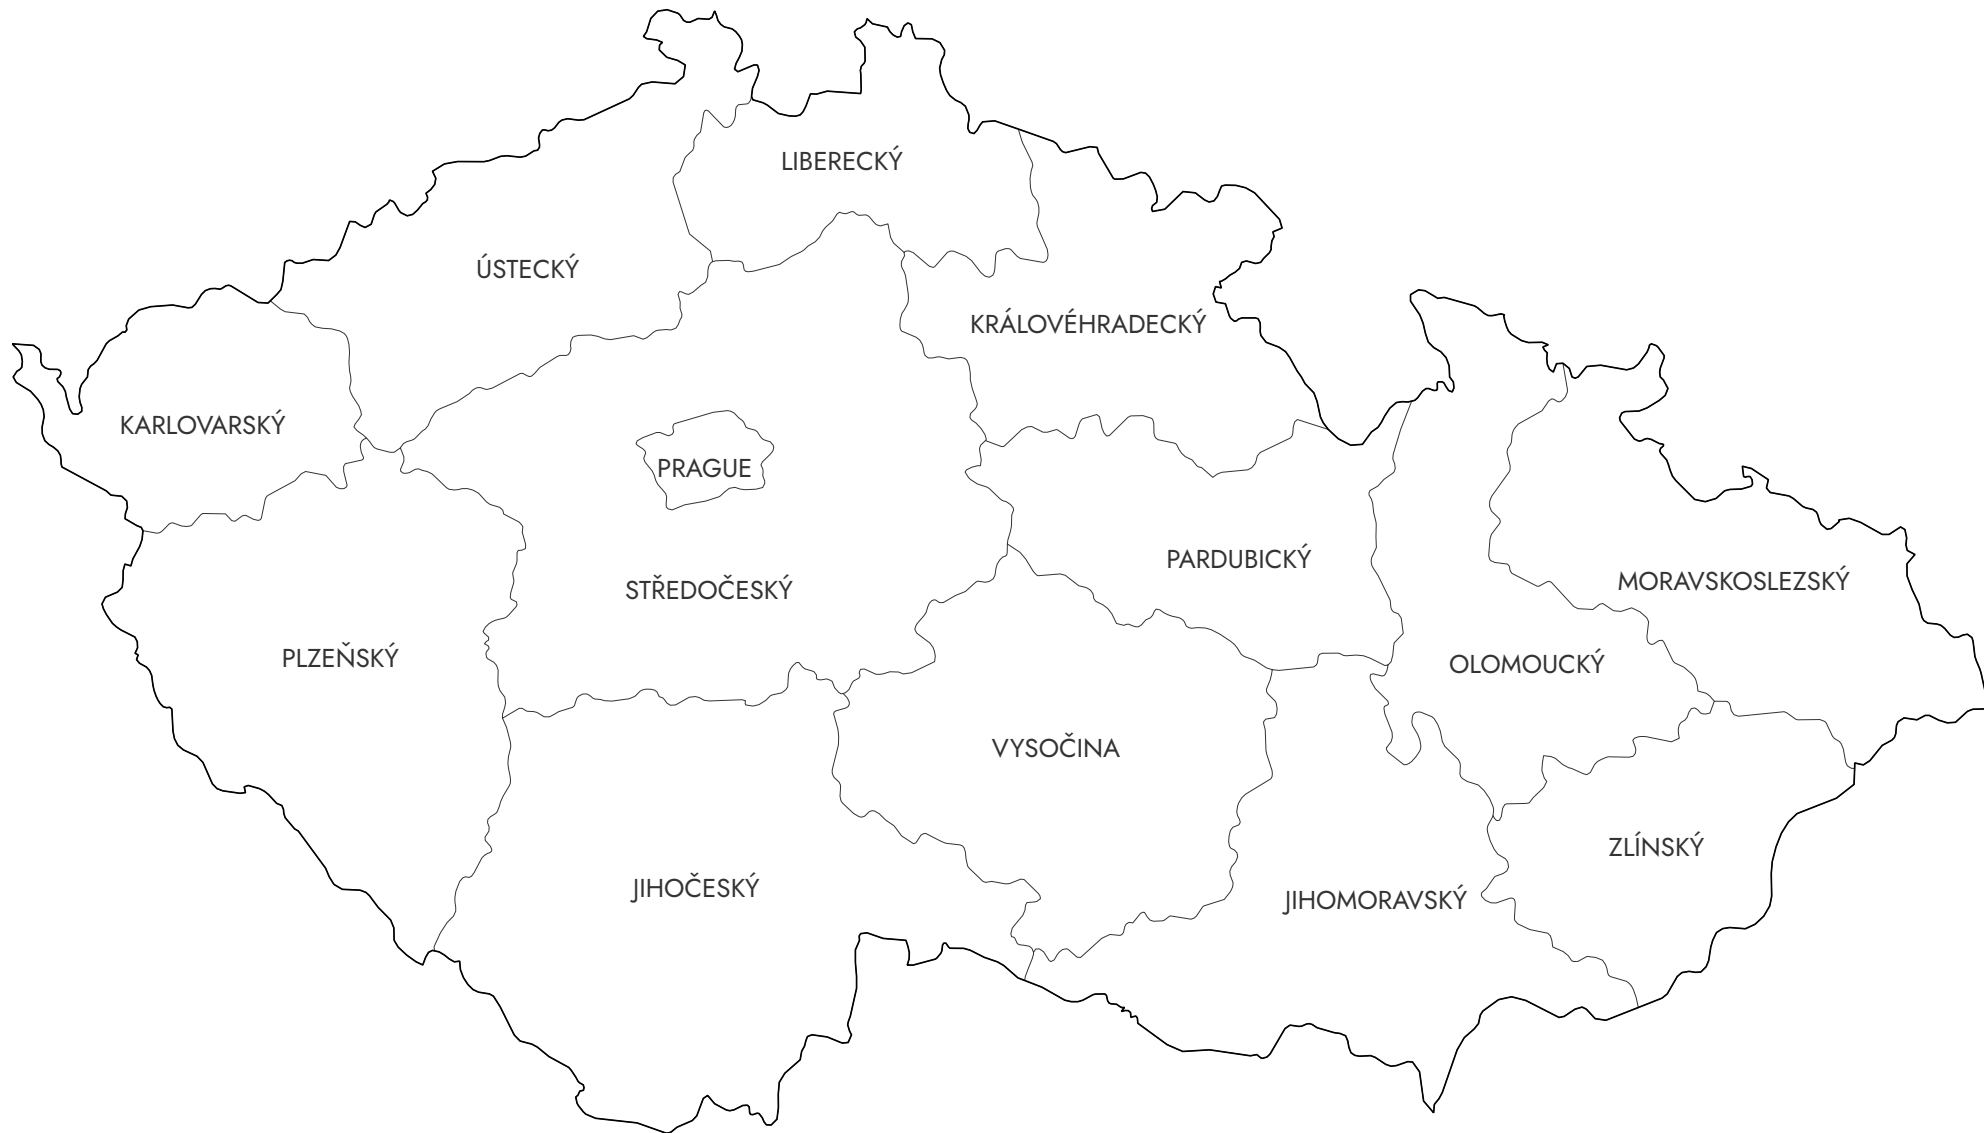 LIBERECKÝ
ÚSTECKÝ
KRÁLOVÉHRADECKÝ
KARLOVARSKÝ
PRAGUE
PARDUBICKÝ
MORAVSKOSLEZSKÝ
STŘEDOČESKÝ
PLZEŇSKÝ
OLOMOUCKÝ
VYSOČINA
ZLÍNSKÝ
JIHOČESKÝ
JIHOMORAVSKÝ